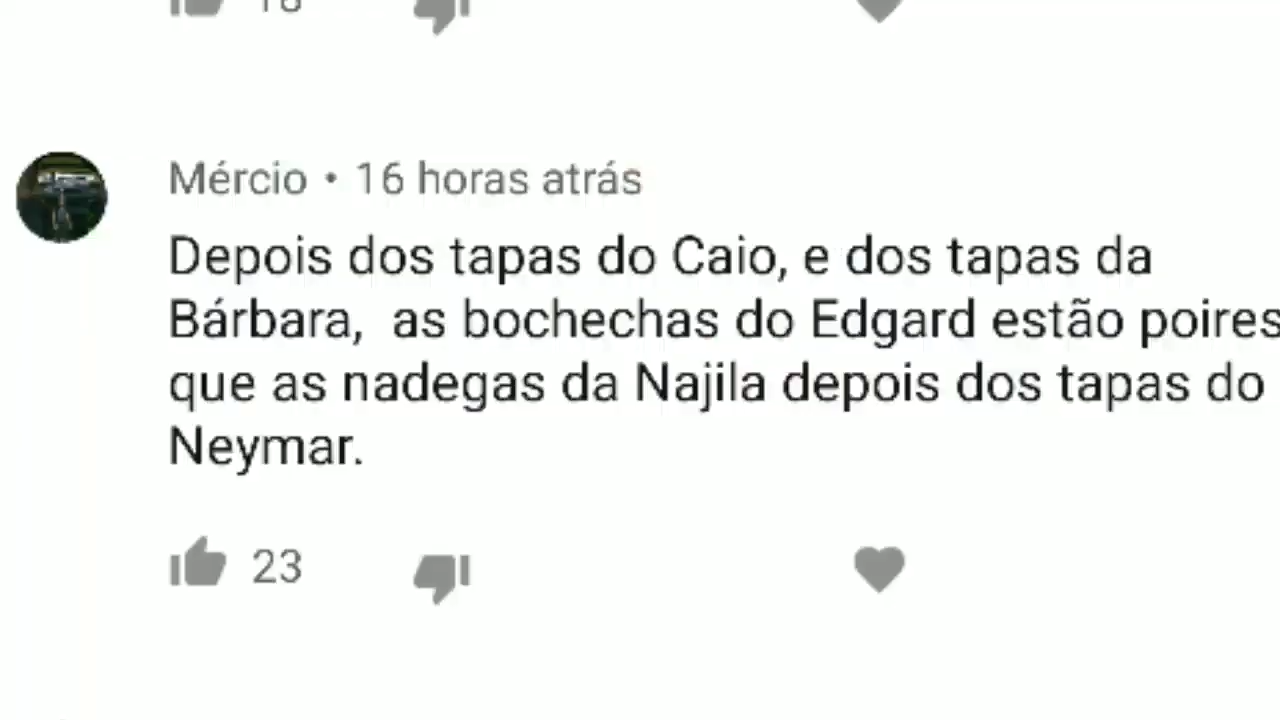 18
Mércio • 16 horas atrás
Depois dos tapas do Caio, e dos tapas da
Bárbara, as bochechas do Edgard estão poires
que as nadegas da Najila depois dos tapas do
Neymar.
23